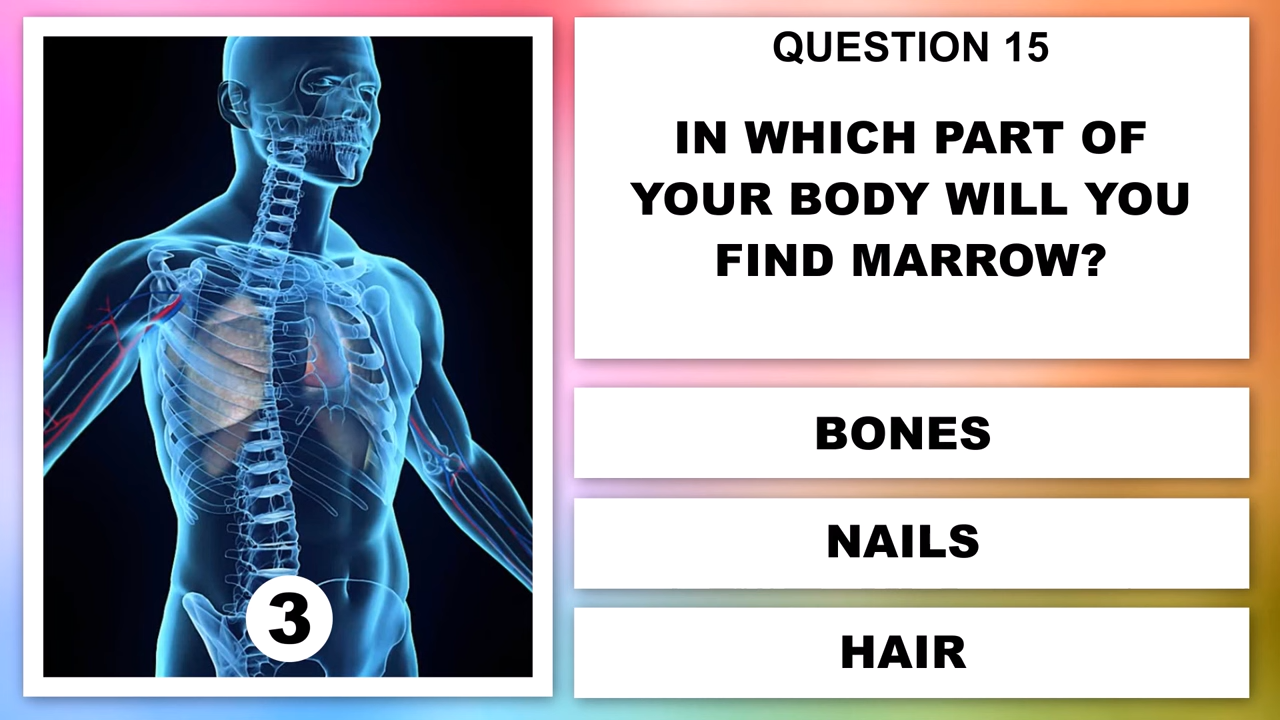 QUESTION 15
IN WHICH PART OF
YOUR BODY WILL YOU
FIND MARROW?
BONES
NAILS
HAIR
3